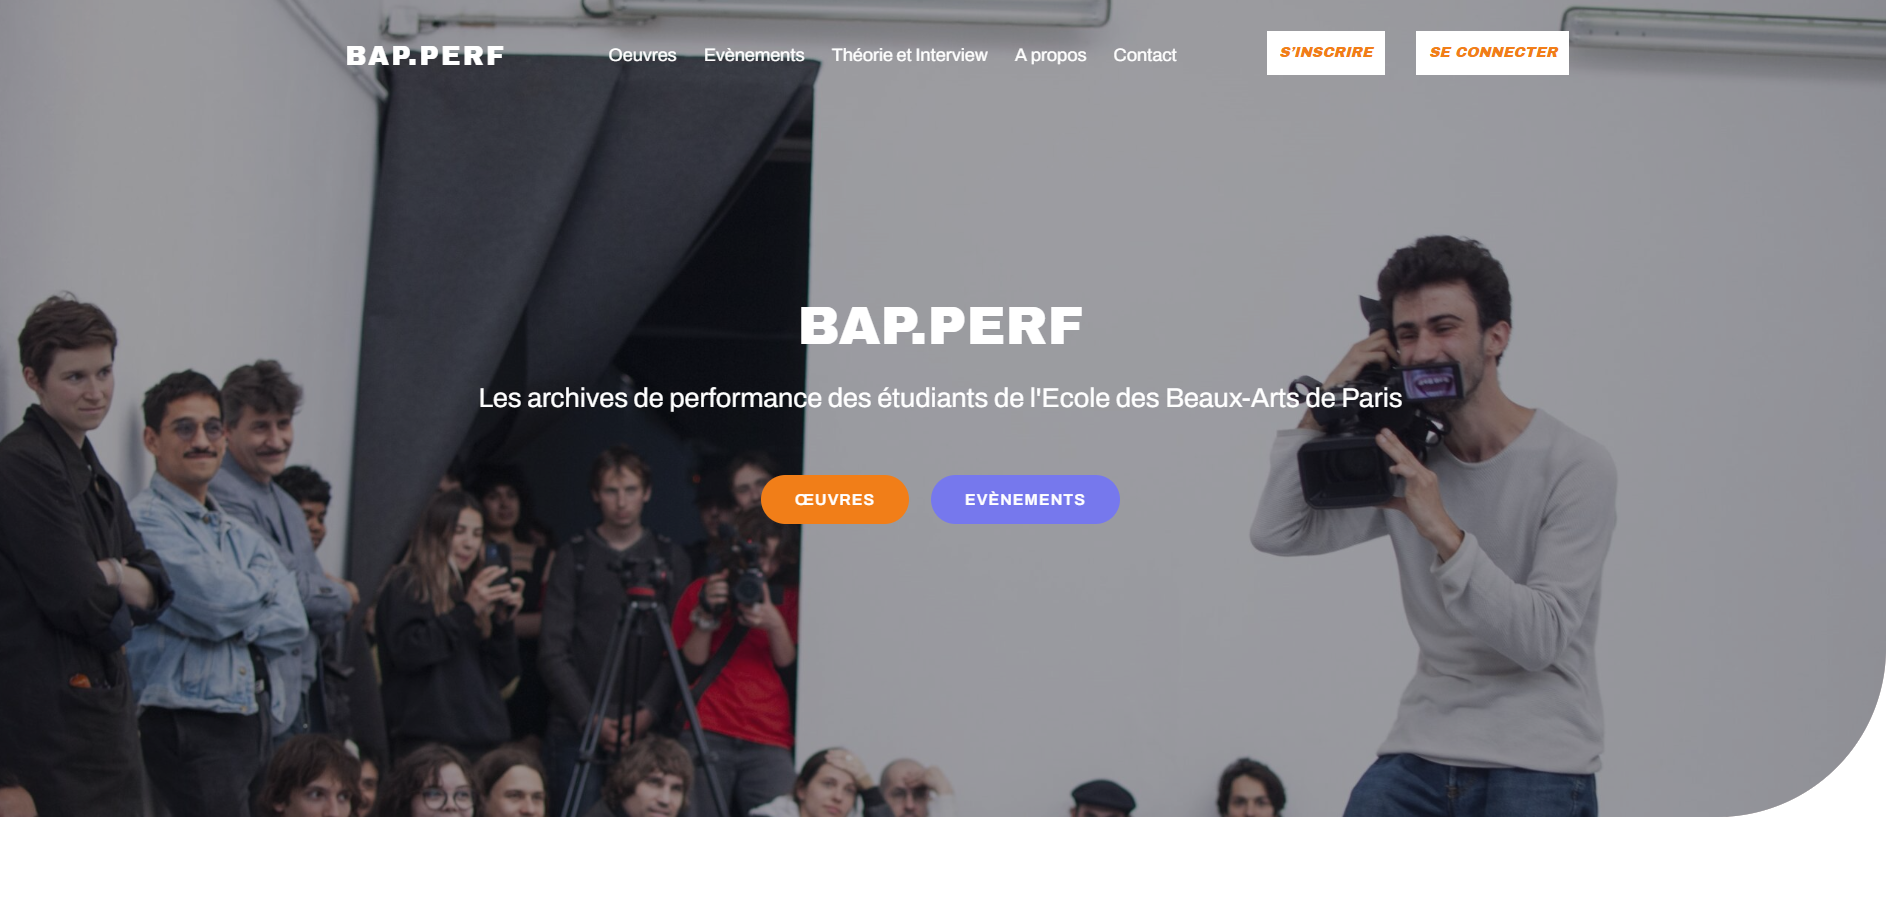 BAP.PERF
Oeuvres Evènements Théorie et Interview A propos Contact
S'INSCRIRE SE CONNECTER
BAP.PERF
Les archives de performance des étudiants de l'Ecole des Beaux-Arts de Paris
ŒUVRES EVÈNEMENTS